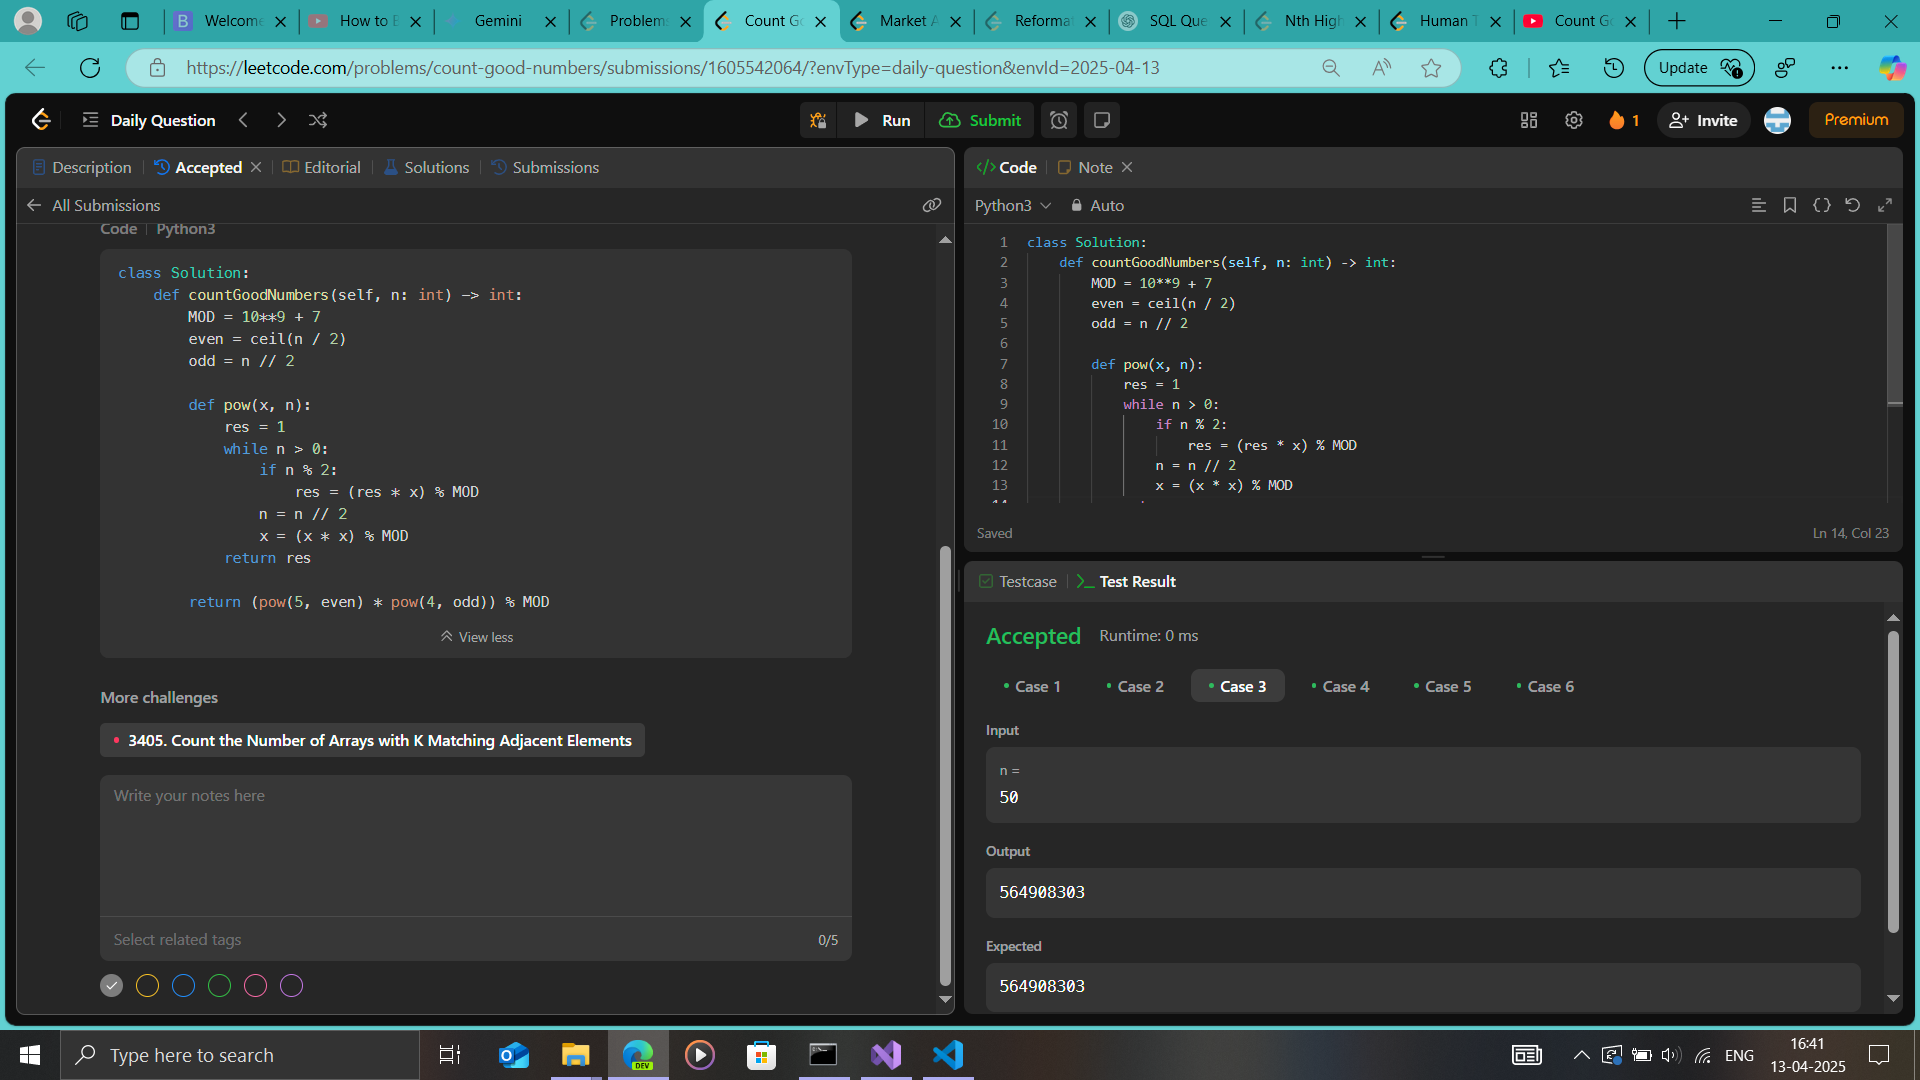 Welcome
How to B
Gemini
Problems
Count Go
Market A
Reformat
SQL Que
Nth High
Human T
Count Go
https://leetcode.com/problems/count-good-numbers/submissions/1605542064/?envType=daily-question&envId=2025-04-13
Update
Daily Question
Run
Submit
1
Invite
Premium
Description
Accepted
Editorial
Solutions
Submissions
All Submissions
Code | Python3
class Solution:
    def countGoodNumbers(self, n: int) -> int:
        MOD = 10**9 + 7
        even = ceil(n / 2)
        odd = n // 2
        def pow(x, n):
            res = 1
            while n > 0:
                if n % 2:
                    res = (res * x) % MOD
                n = n // 2
                x = (x * x) % MOD
            return res
        return (pow(5, even) * pow(4, odd)) % MOD
View less
More challenges
3405. Count the Number of Arrays with K Matching Adjacent Elements
Write your notes here
Select related tags
0/5
Code
Note
Python3
Auto
1 class Solution:
2     def countGoodNumbers(self, n: int) -> int:
3         MOD = 10**9 + 7
4         even = ceil(n / 2)
5         odd = n // 2
6
7         def pow(x, n):
8             res = 1
9             while n > 0:
10                 if n % 2:
11                     res = (res * x) % MOD
12                 n = n // 2
13                 x = (x * x) % MOD
14
Saved
Ln 14, Col 23
Testcase
Test Result
Accepted
Runtime: 0 ms
Case 1
Case 2
Case 3
Case 4
Case 5
Case 6
Input
n =
50
Output
564908303
Expected
564908303
Type here to search
DEV
ENG
16:41
13-04-2025